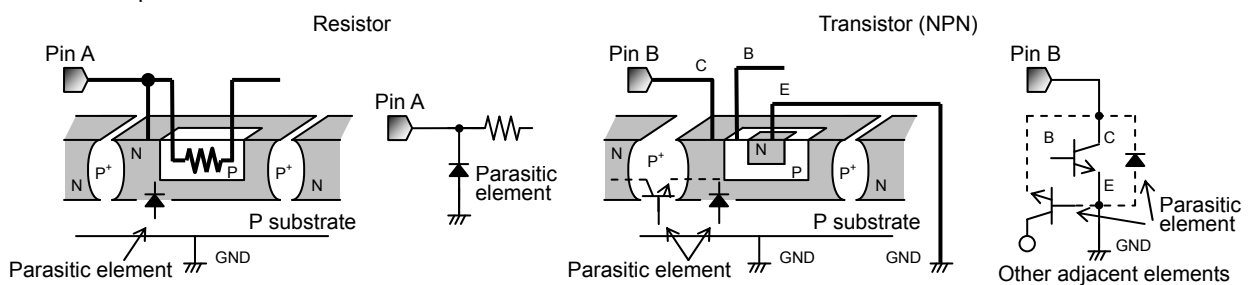 Resistor
Pin A
N
P
N
P⁺
P⁺
N
P substrate
GND
Parasitic element
Pin A
Parasitic
element
Transistor (NPN)
Pin B
C
B
E
N
P
N
P⁺
P⁺
N
P substrate
GND
GND
Parasitic element
Pin B
B
C
E
Parasitic
element
GND
Other adjacent elements